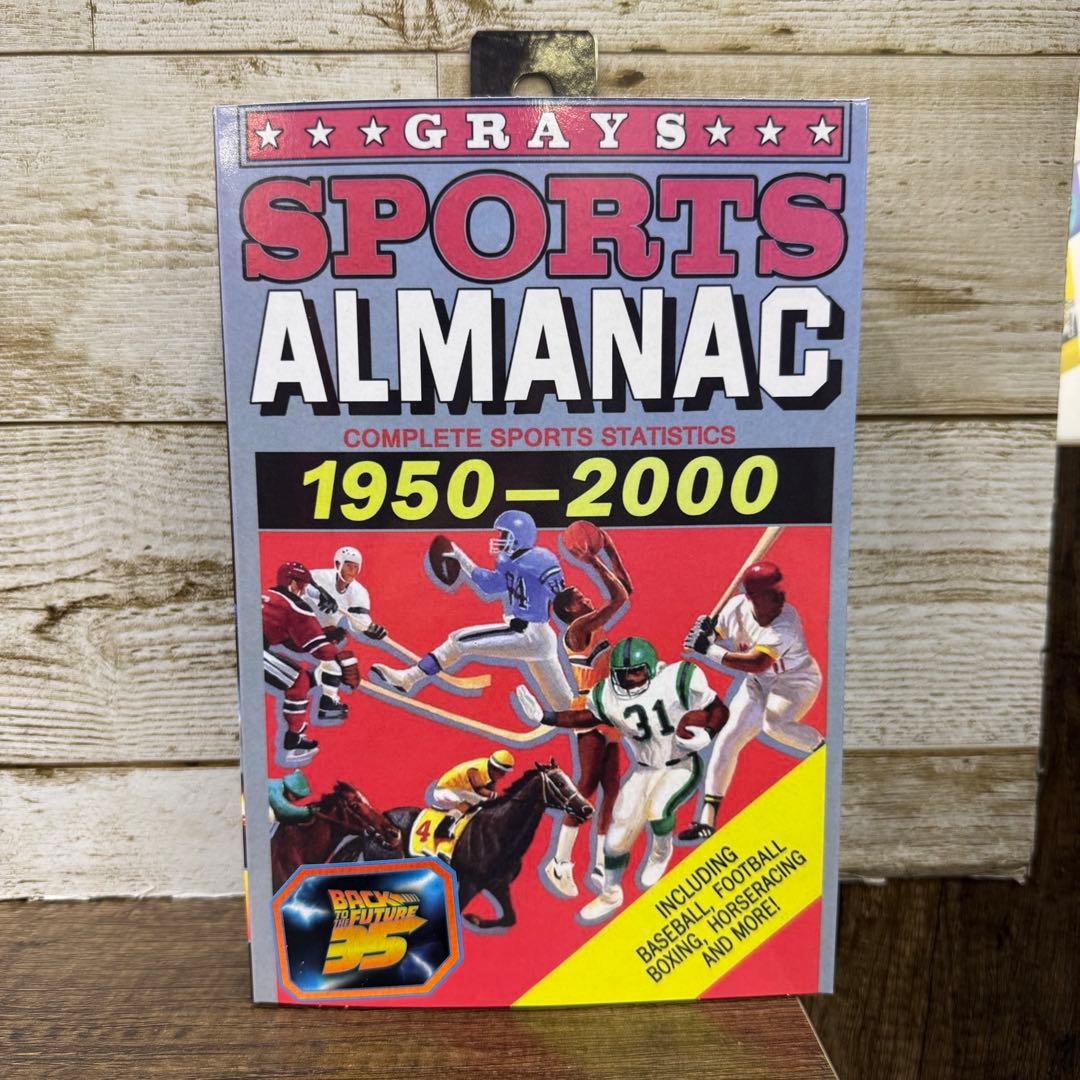 ★ ★ ★ GRAYS ★ ★ ★
SPORTS
ALMANAC
COMPLETE SPORTS STATISTICS
1950–2000
84
31
4
INCLUDING
BASEBALL, FOOTBALL
BOXING, HORSERACING
AND MORE!
BACK
TO THE FUTURE
35